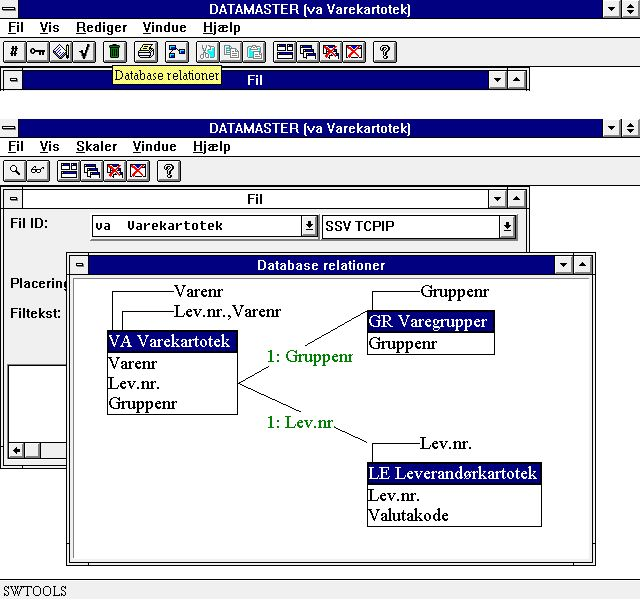 DATAMASTER (va Varekartotek)
Fil Vis Rediger Vindue Hjælp
#
?
Database relationer
Fil
DATAMASTER (va Varekartotek)
Fil Vis Skaler Vindue Hjælp
?
Fil
Fil ID: va Varekartotek SSV TCPIP
Database relationer
Placering
Filtekst:
Varenr
Lev.nr.,Varenr
VA Varekartotek
Varenr
Lev.nr.
Gruppenr
1: Gruppenr
1: Lev.nr
Gruppenr
GR Varegrupper
Gruppenr
Lev.nr.
LE Leverandørkartotek
Lev.nr.
Valutakode
SWTOOLS